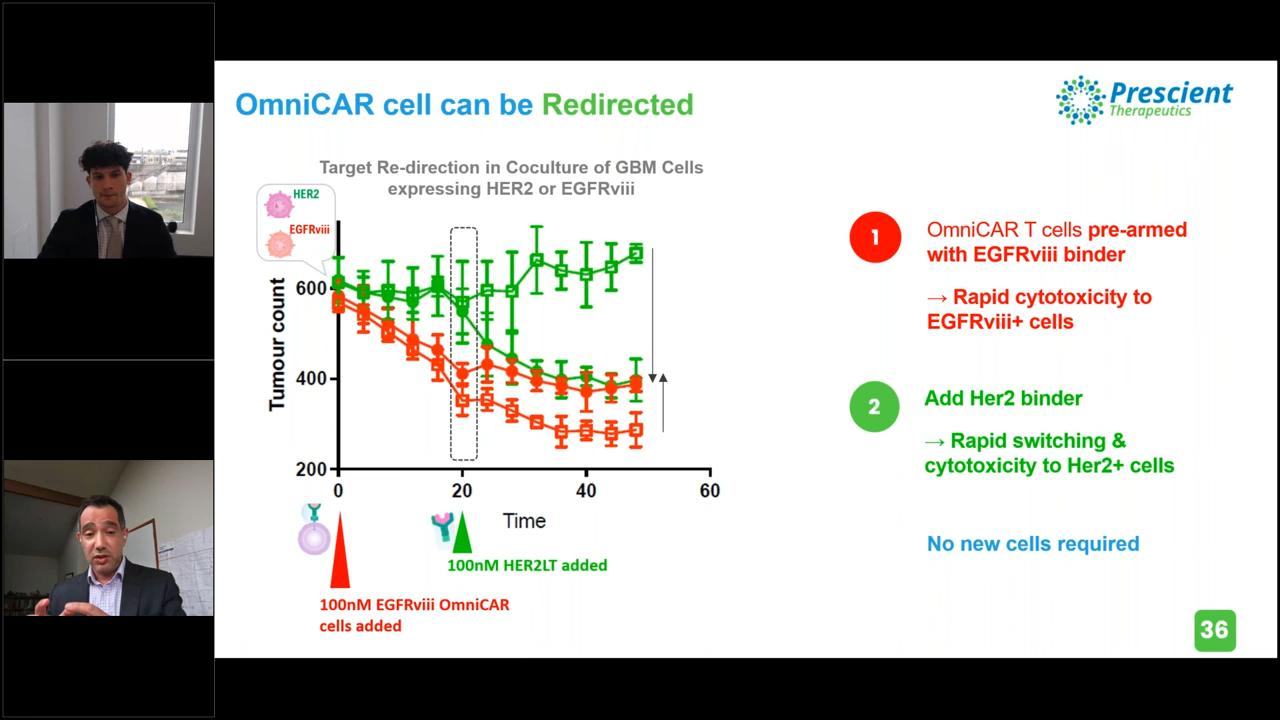 OmniCAR cell can be Redirected
Prescient
Therapeutics
Target Re-direction in Coculture of GBM Cells
expressing HER2 or EGFRviii
HER2
EGFRviii
Tumour count
600
400
200
0
20
40
60
Time
100nM HER2LT added
100nM EGFRviii OmniCAR
cells added
1
OmniCAR T cells pre-armed
with EGFRviii binder
→ Rapid cytotoxicity to
EGFRviii+ cells
2
Add Her2 binder
→ Rapid switching &
cytotoxicity to Her2+ cells
No new cells required
36